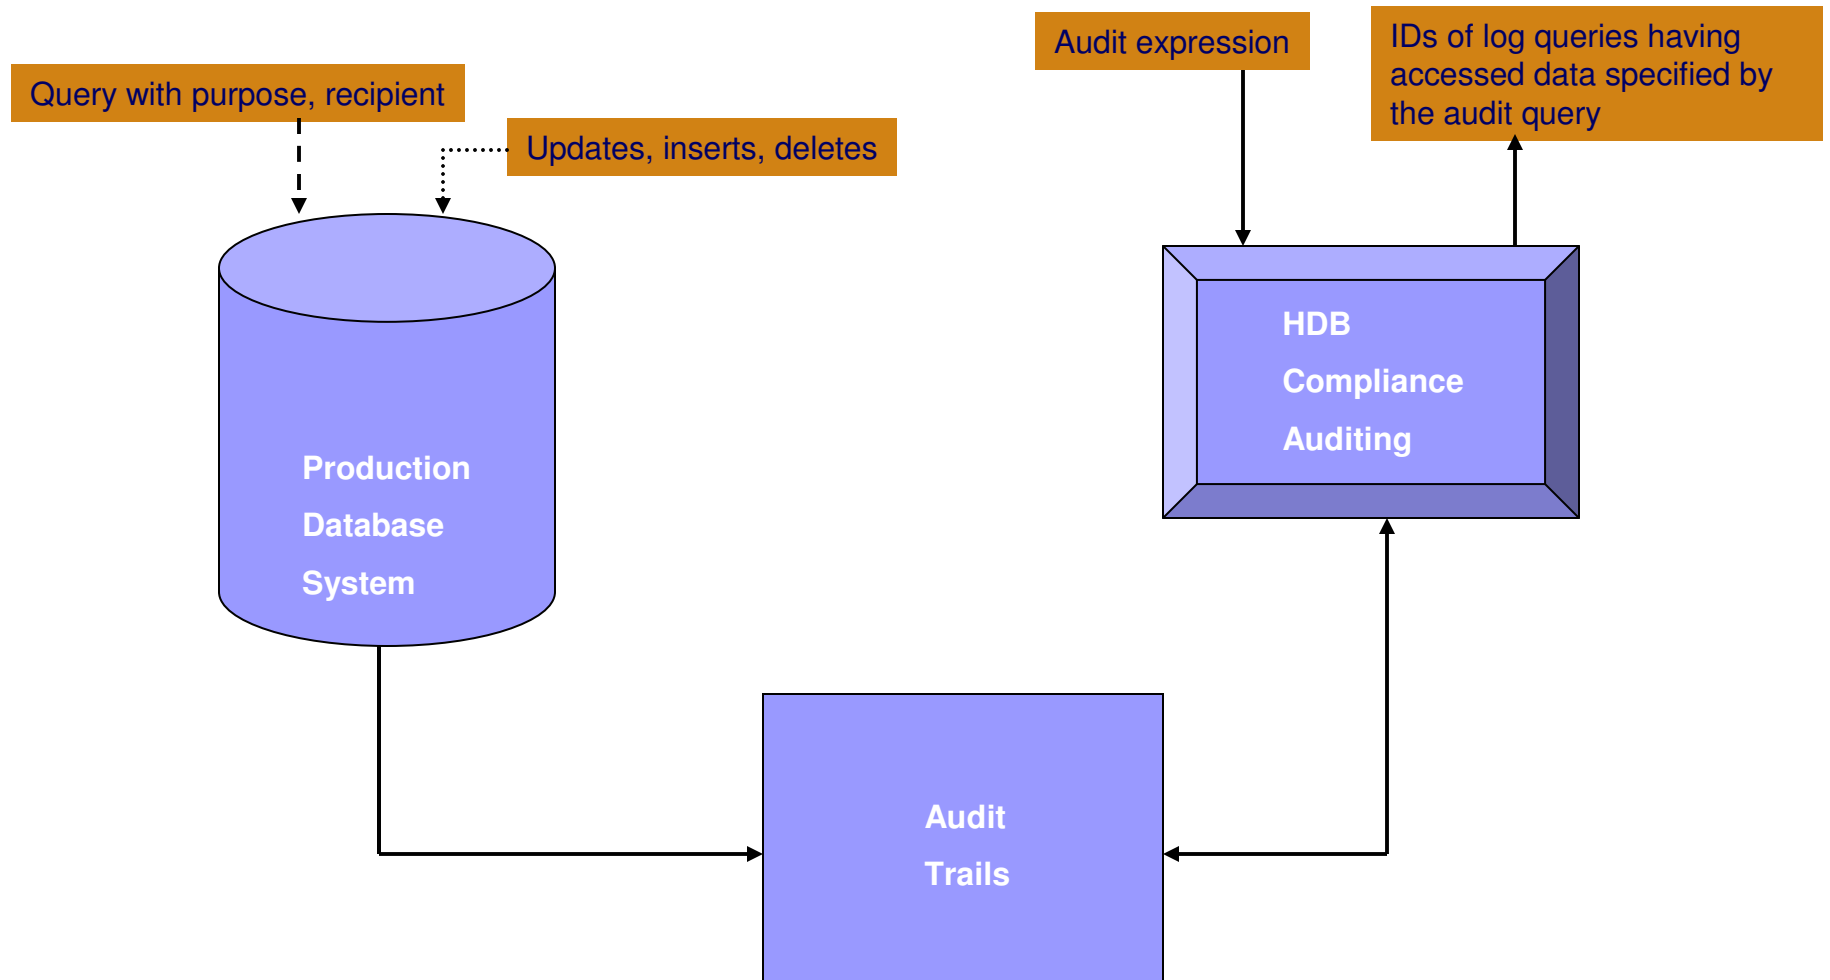 Query with purpose, recipient
Updates, inserts, deletes
Audit expression
IDs of log queries having
accessed data specified by
the audit query
Production
Database
System
HDB
Compliance
Auditing
Audit
Trails